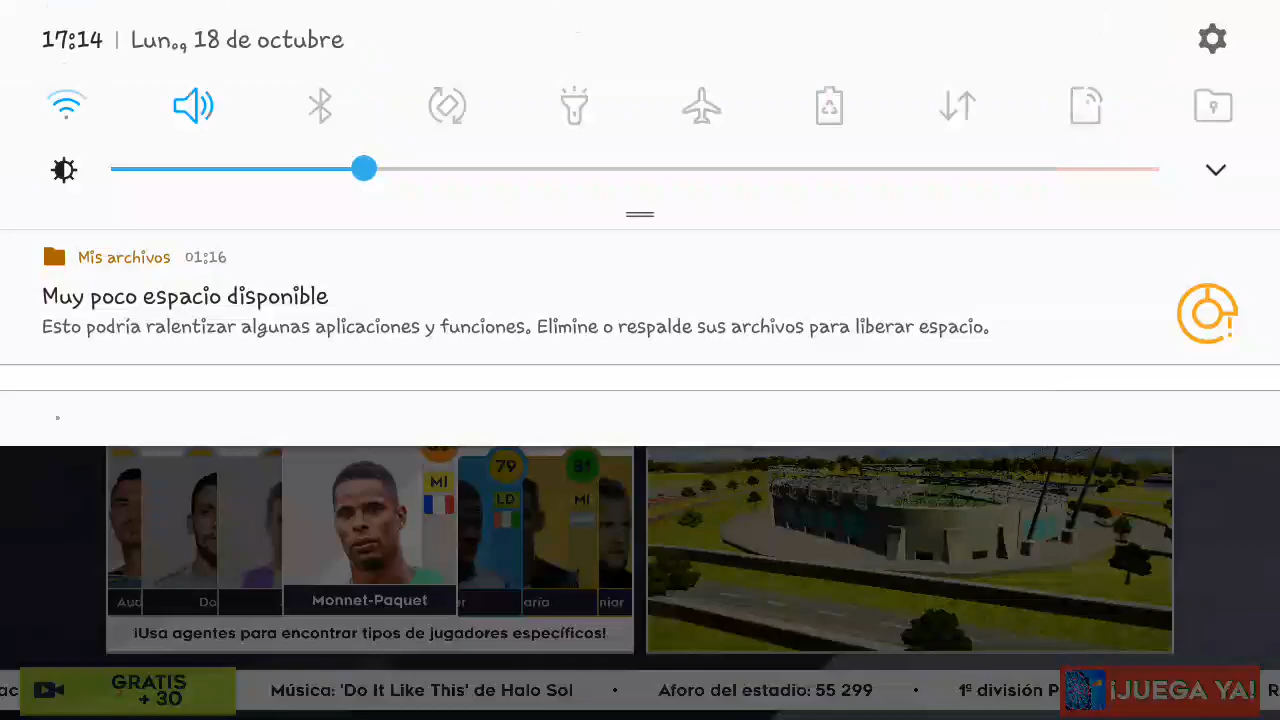 17:14 | Lun., 18 de octubre
Mis archivos 01:16
Muy poco espacio disponible
Esto podría ralentizar algunas aplicaciones y funciones. Elimine o respalde sus archivos para liberar espacio.
79
81
MI
LD
MI
Monnet-Paquet
¡Usa agentes para encontrar tipos de jugadores específicos!
GRATIS
+ 30
Música: 'Do It Like This' de Halo Sol • Aforo del estadio: 55 299 • 1ª división
¡JUEGA YA!